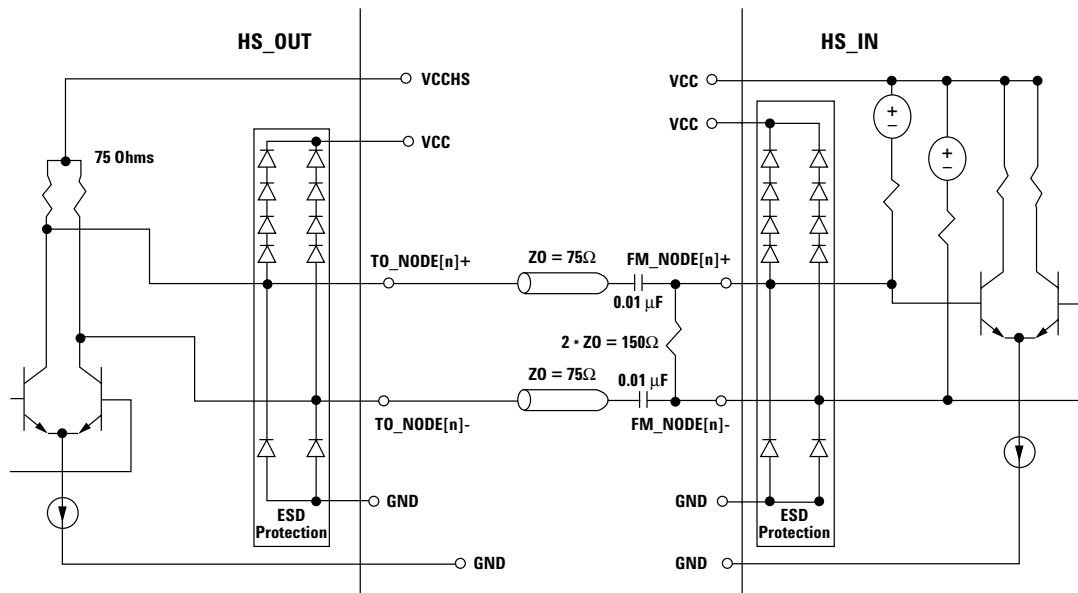 HS_OUT
HS_IN
VCCHS
VCC
VCC
VCC
75 Ohms
+
−
+
−
TO_NODE[n]+
ZO = 75Ω
FM_NODE[n]+
0.01 µF
2 * ZO = 150Ω
ZO = 75Ω
0.01 µF
TO_NODE[n]-
FM_NODE[n]-
GND
GND
ESD
Protection
ESD
Protection
GND
GND